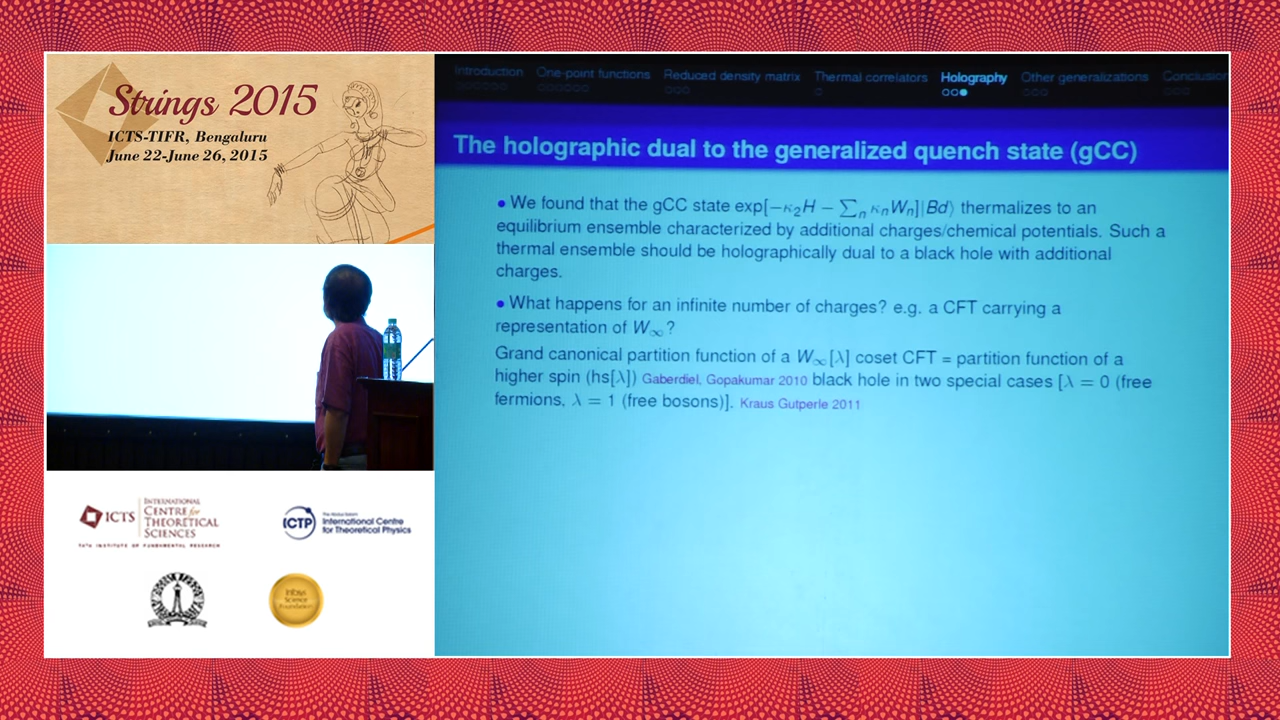 Strings 2015
ICTS-TIFR, Bengaluru
June 22-June 26, 2015
ICTS
INTERNATIONAL
CENTRE for
THEORETICAL
SCIENCES
TATA INSTITUTE OF FUNDAMENTAL RESEARCH
ICTP
The Abdus Salam
International Centre
for Theoretical Physics
Infosys
Science
Foundation
Introduction One-point functions Reduced density matrix Thermal correlators Holography Other generalizations Conclusion
The holographic dual to the generalized quench state (gCC)
• We found that the gCC state exp[−κ₂H − ∑ₙ κₙWₙ]|Bd⟩ thermalizes to an
equilibrium ensemble characterized by additional charges/chemical potentials. Such a
thermal ensemble should be holographically dual to a black hole with additional
charges.
• What happens for an infinite number of charges? e.g. a CFT carrying a
representation of W∞?
Grand canonical partition function of a W∞[λ] coset CFT = partition function of a
higher spin (hs[λ]) Gaberdiel, Gopakumar 2010 black hole in two special cases [λ = 0 (free
fermions, λ = 1 (free bosons)]. Kraus Gutperle 2011